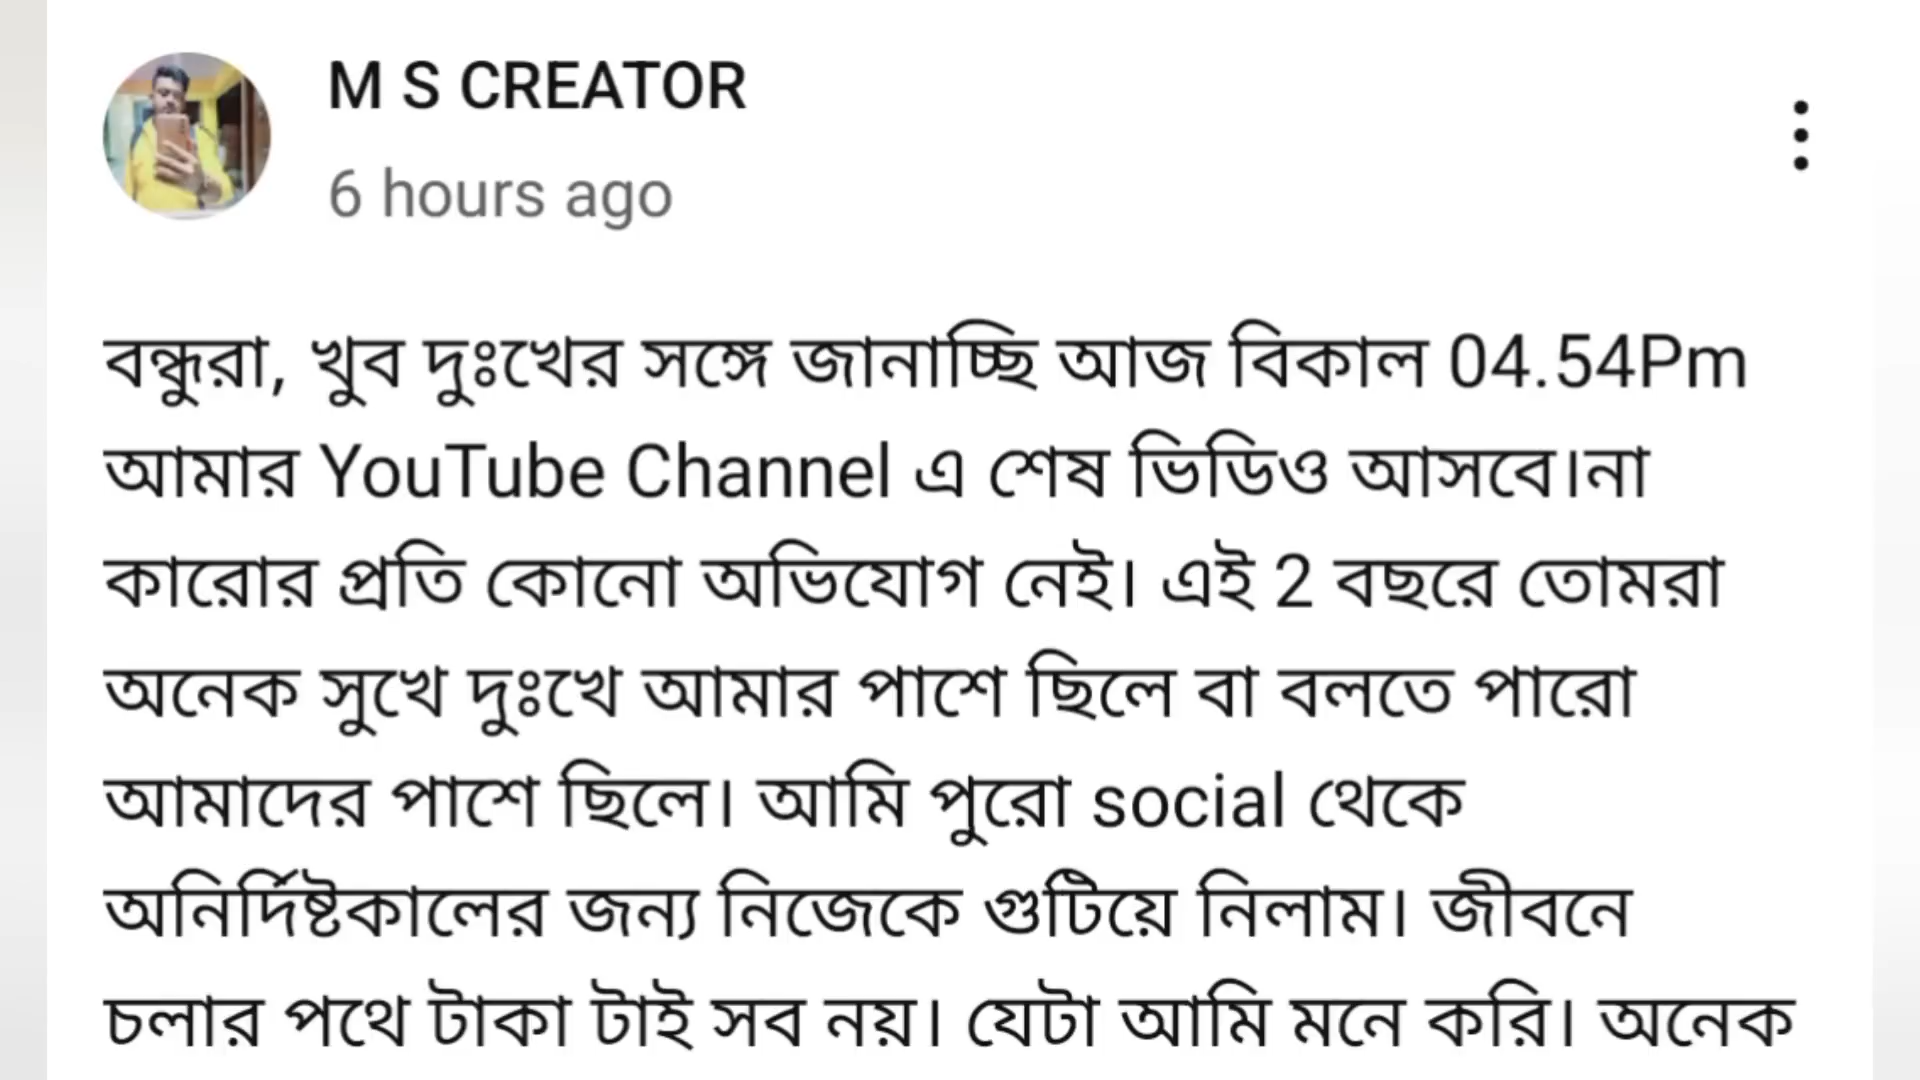 M S CREATOR
6 hours ago
বন্ধুরা, খুব দুঃখের সঙ্গে জানাচ্ছি আজ বিকাল 04.54Pm
আমার YouTube Channel এ শেষ ভিডিও আসবে।না
কারোর প্রতি কোনো অভিযোগ নেই। এই 2 বছরে তোমরা
অনেক সুখে দুঃখে আমার পাশে ছিলে বা বলতে পারো
আমাদের পাশে ছিলে। আমি পুরো social থেকে
অনির্দিষ্টকালের জন্য নিজেকে গুটিয়ে নিলাম। জীবনে
চলার পথে টাকা টাই সব নয়। যেটা আমি মনে করি। অনেক